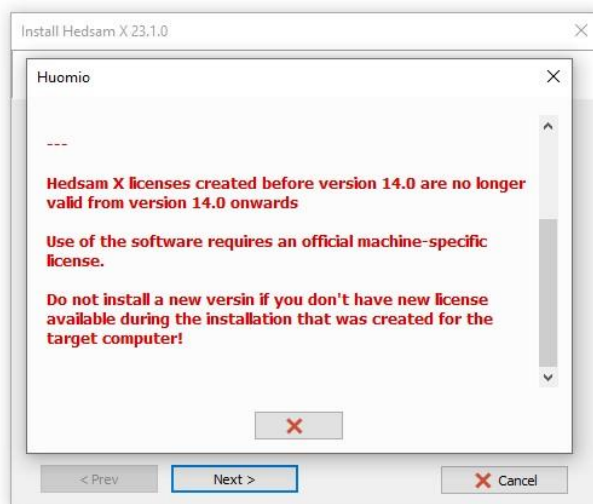 Install Hedsam X 23.1.0
Huomio
---
Hedsam X licenses created before version 14.0 are no longer
valid from version 14.0 onwards
Use of the software requires an official machine-specific
license.
Do not install a new versin if you don't have new license
available during the installation that was created for the
target computer!
< Prev
Next >
Cancel